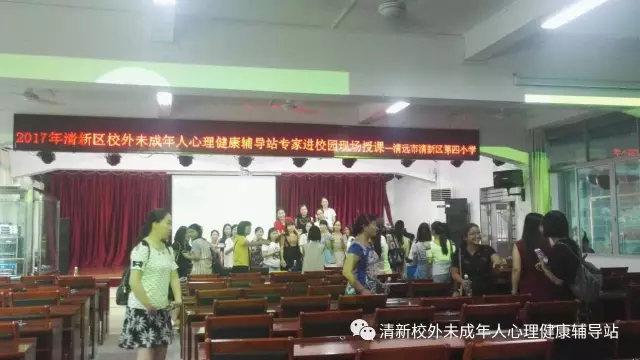 2017年清新区校外未成年人心理健康辅导站专家进校园现场授课—清远市清新区第四小学
清新校外未成年人心理健康辅导站